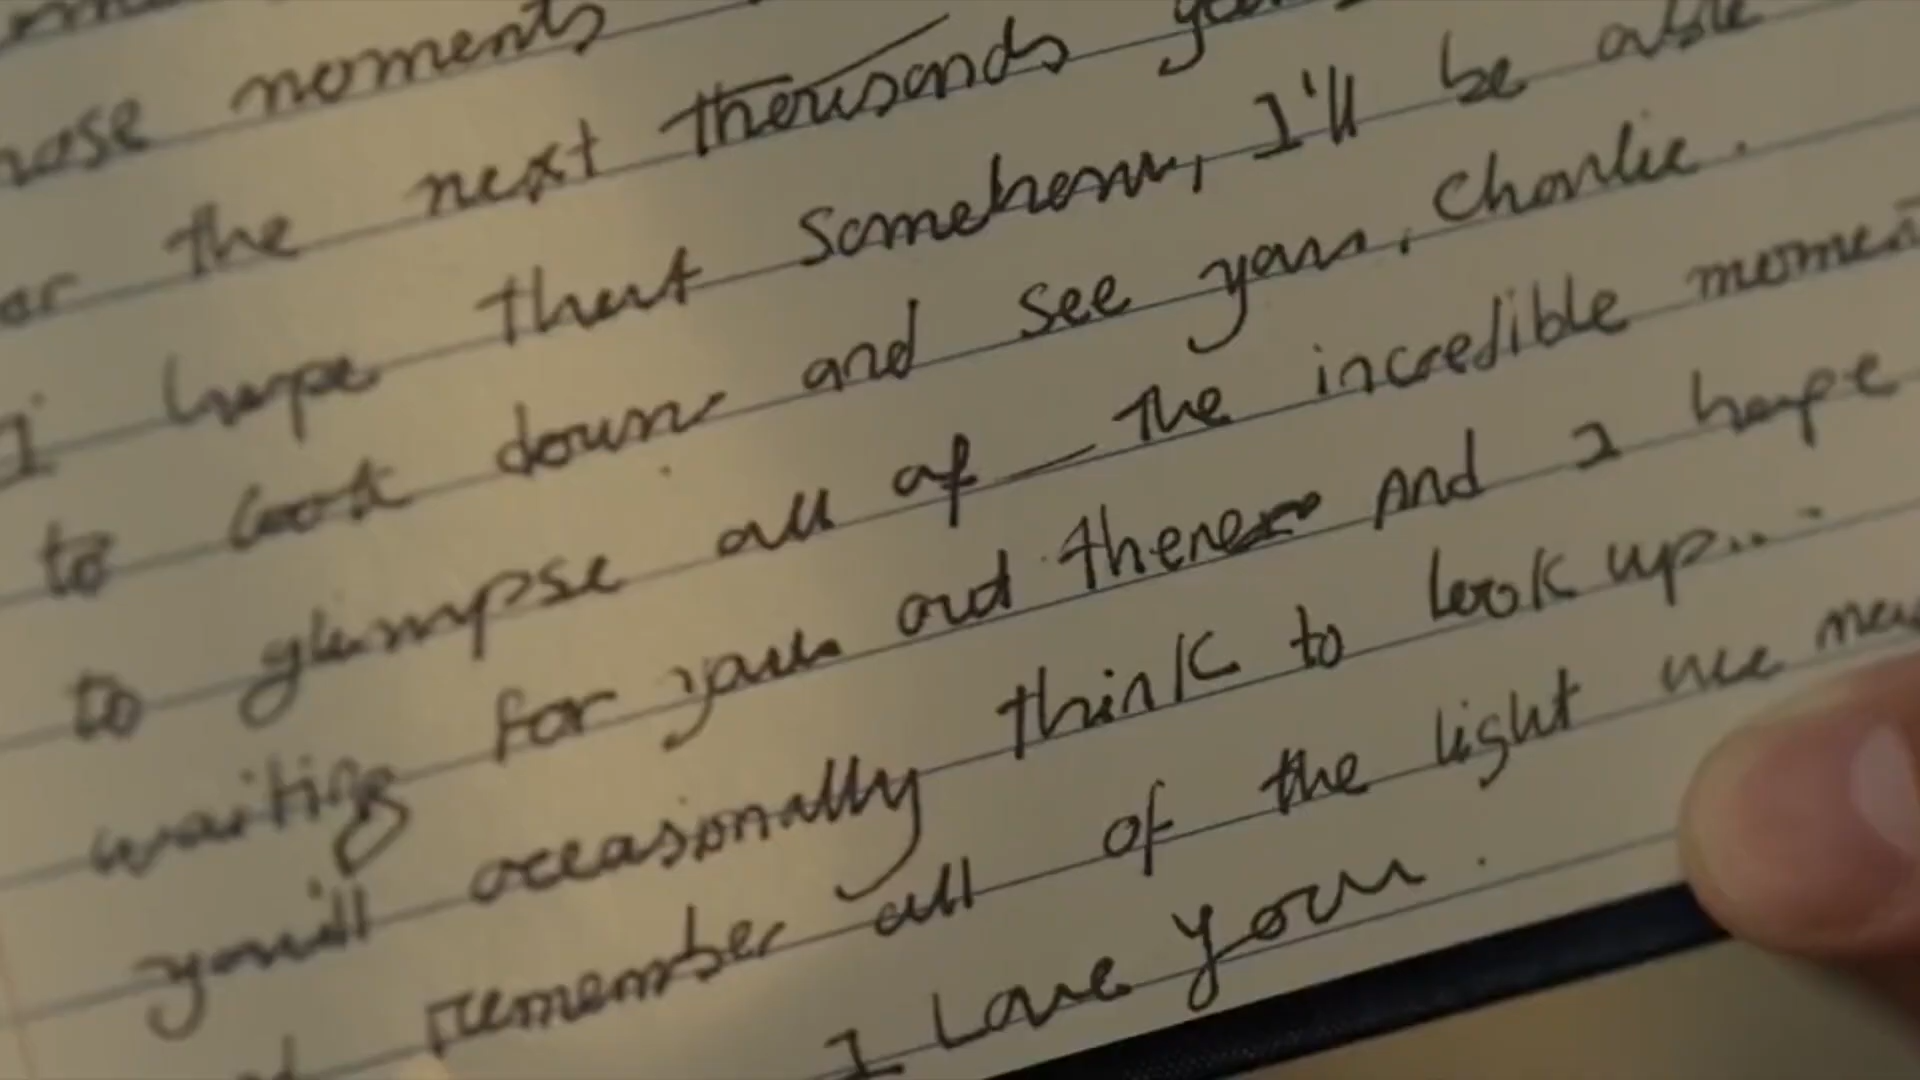 moments
the next thousands
I hope that somehow, I'll be able
to look down and see you, Charlie.
to glimpse all of the incredible moment
waiting for you out there. And I hope
you'll occasionally think to look up...
remember all of the light we
I Love you.